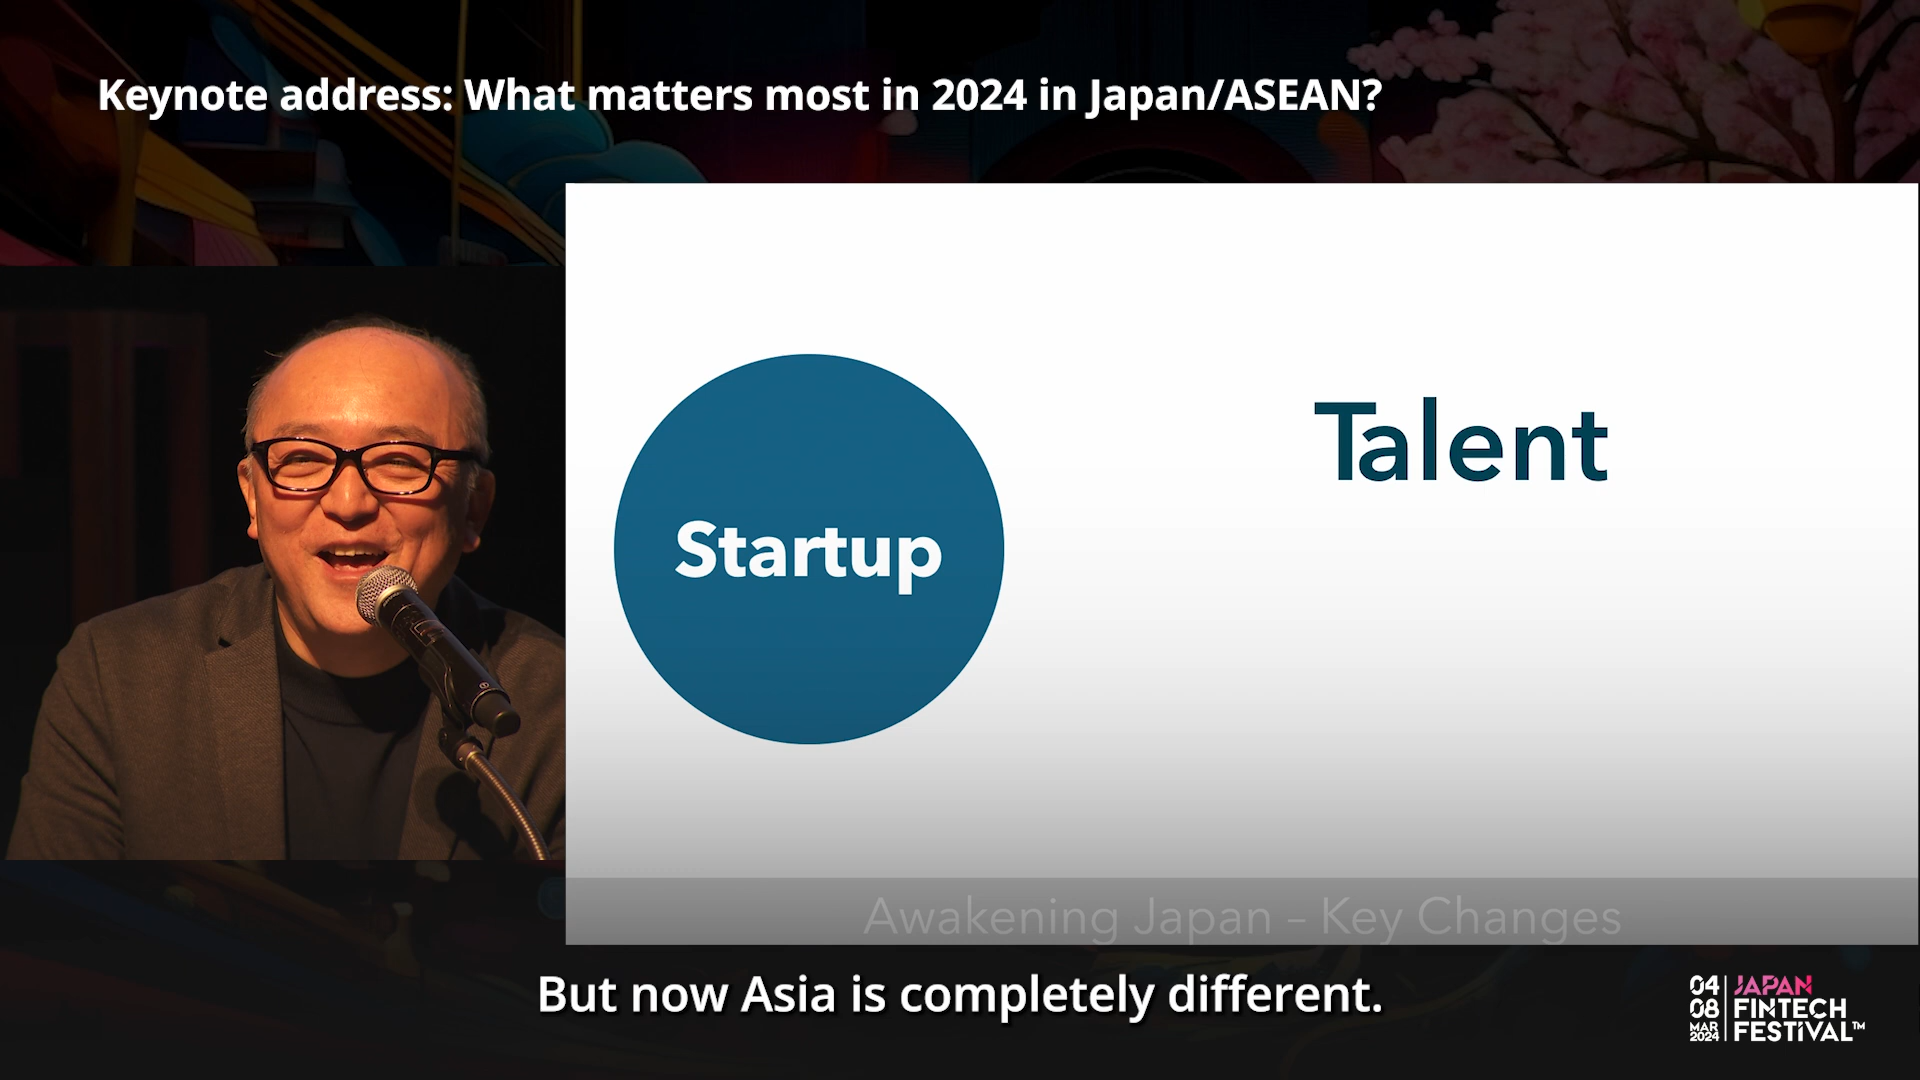 Keynote address: What matters most in 2024 in Japan/ASEAN?
Talent
Startup
Awakening Japan – Key Changes
But now Asia is completely different.
04
08
MAR
2024
JAPAN
FINTECH
FESTIVAL™